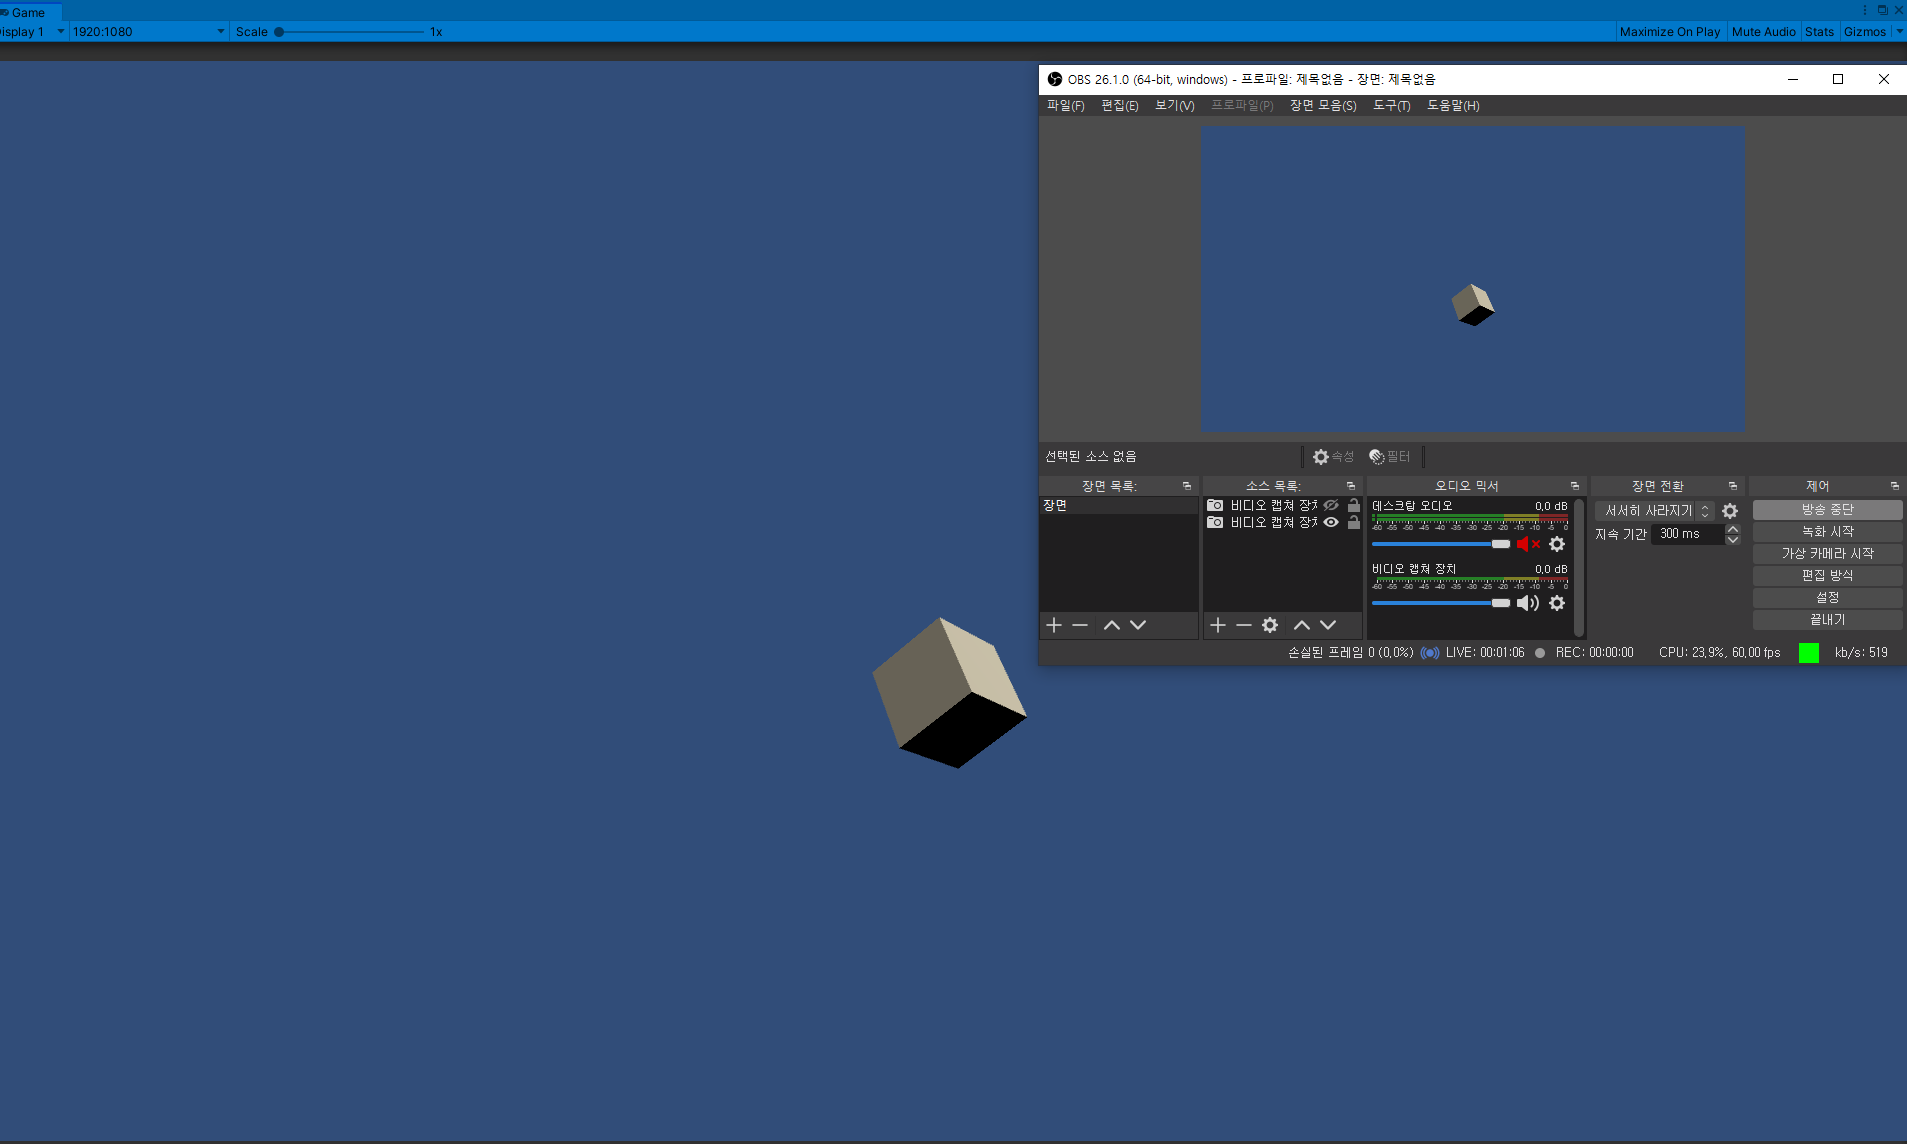 Game
isplay 1 1920:1080 Scale 1x Maximize On Play Mute Audio Stats Gizmos
OBS 26.1.0 (64-bit, windows) - 프로파일: 제목없음 - 장면: 제목없음
파일(F) 편집(E) 보기(V) 프로파일(P) 장면 모음(S) 도구(T) 도움말(H)
선택된 소스 없음 속성 필터
장면 목록: 소스 목록: 오디오 믹서 장면 전환 제어
장면
비디오 캡쳐 장치
비디오 캡쳐 장치
데스크탑 오디오 0.0 dB
-60 -55 -50 -45 -40 -35 -30 -25 -20 -15 -10 -5 0
비디오 캡쳐 장치 0.0 dB
-60 -55 -50 -45 -40 -35 -30 -25 -20 -15 -10 -5 0
서서히 사라지기
지속 기간 300 ms
방송 중단
녹화 시작
가상 카메라 시작
편집 방식
설정
끝내기
손실된 프레임 0 (0,0%) LIVE: 00:01:06 REC: 00:00:00 CPU: 23,9%, 60,00 fps kb/s: 519